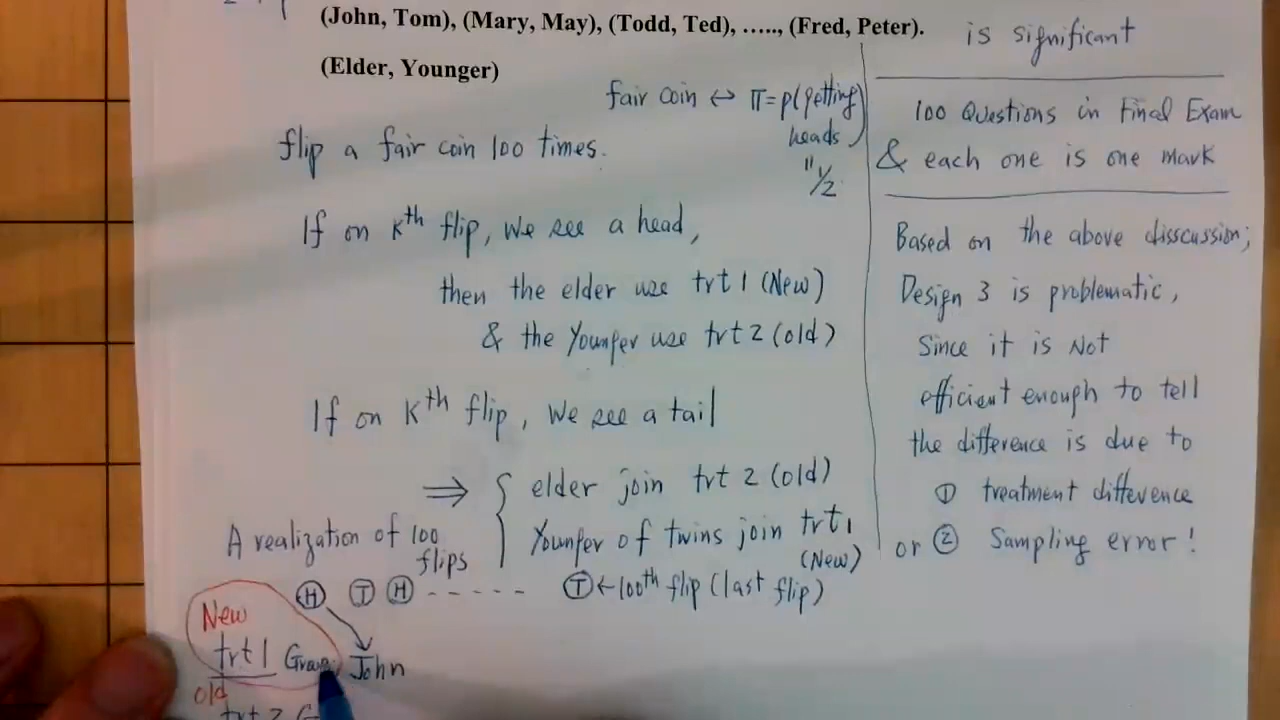 (John, Tom), (Mary, May), (Todd, Ted), ....., (Fred, Peter).
(Elder, Younger)
fair coin ↔ π=p(getting
heads)
"
1/2
flip a fair coin 100 times.
If on Kth flip, We see a head,
then the elder use trt 1 (New)
& the Younger use trt 2 (old)
If on Kth flip, We see a tail
⇒ { elder join trt 2 (old)
Younger of twins join trt1
(New)
A realization of 100
flips
H T H - - - - - - T ← 100th flip (last flip)
New
trt 1 Group John
old
trt 2 G
is significant
100 Questions in Final Exam
& each one is one mark
Based on the above disscussion;
Design 3 is problematic,
Since it is Not
efficient enough to tell
the difference is due to
① treatment difference
or ② Sampling error!